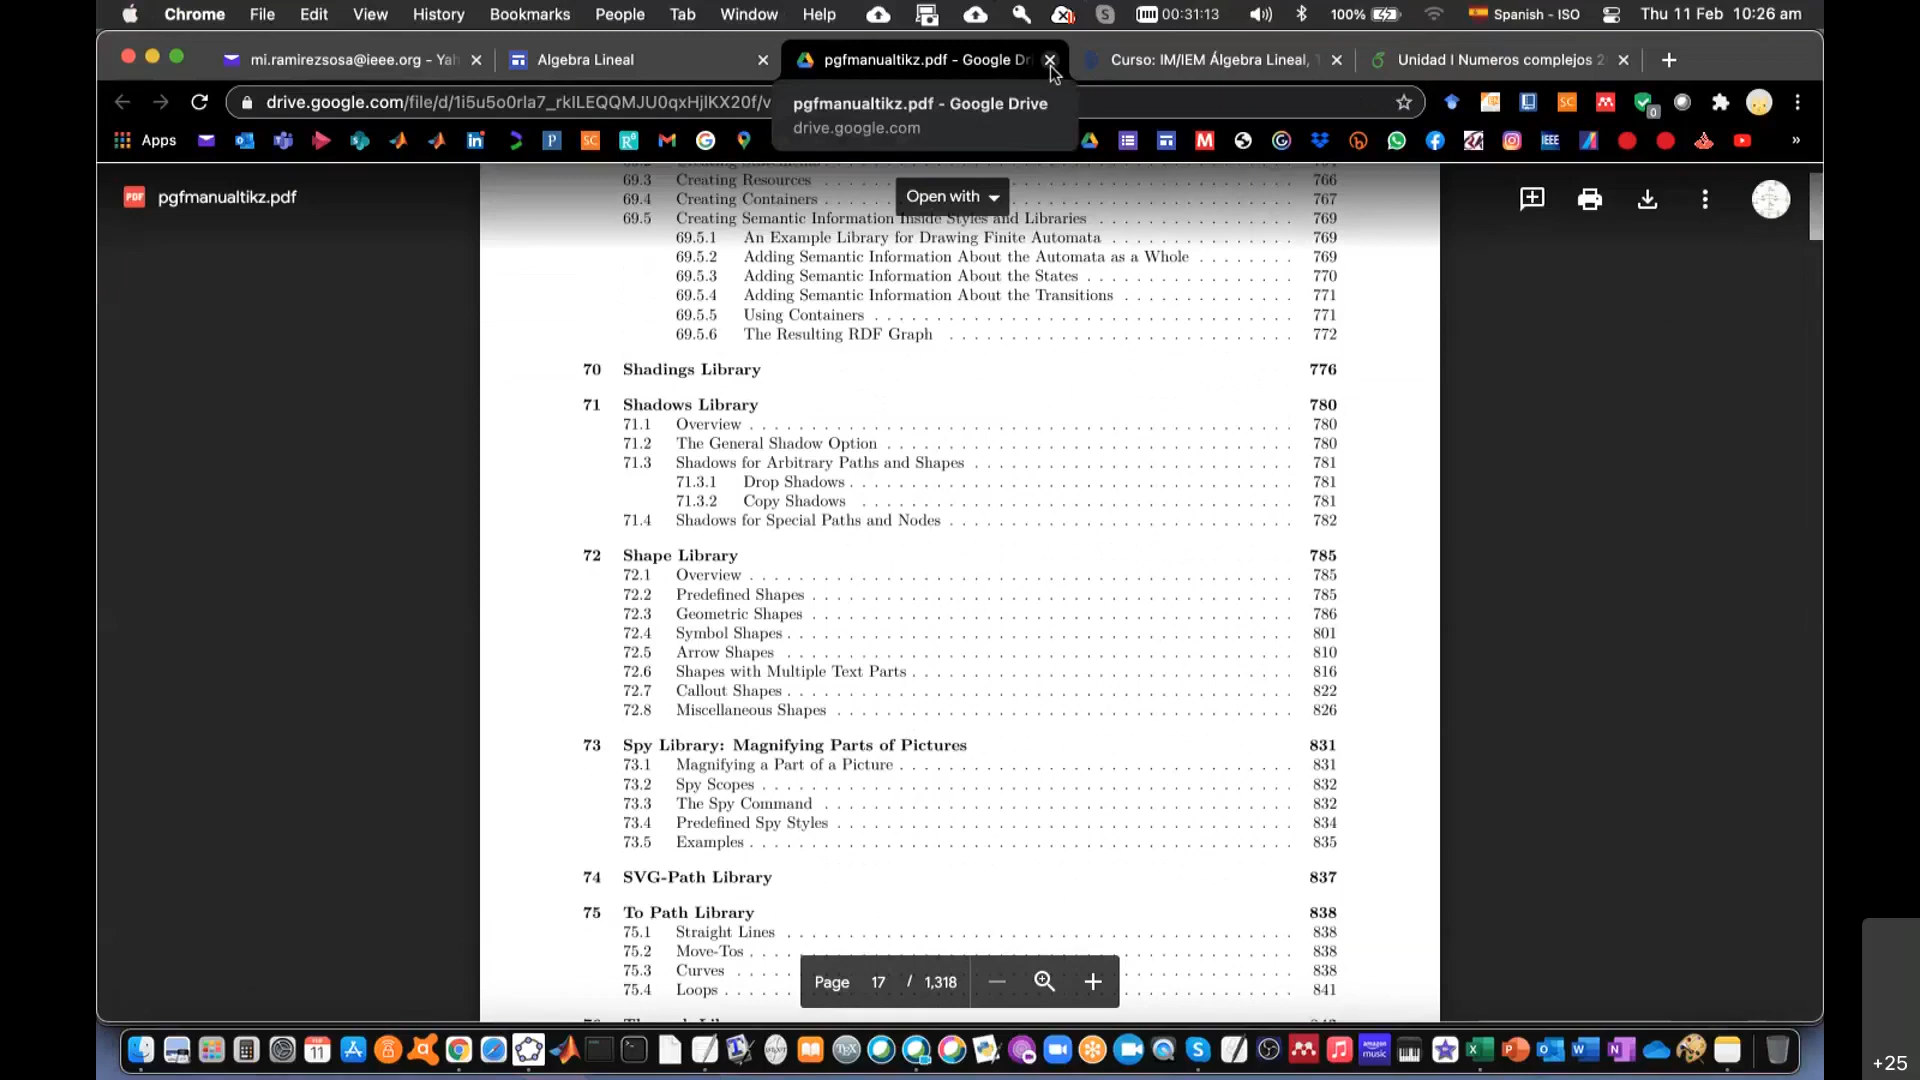 Chrome File Edit View History Bookmarks People Tab Window Help 00:31:13 100% Spanish - ISO Thu 11 Feb 10:26 am
mi.ramirezsosa@ieee.org - Yah Algebra Lineal pgfmanualtikz.pdf - Google Dr Curso: IM/IEM Álgebra Lineal, Unidad I Numeros complejos 2
drive.google.com/file/d/1i5u5o0rla7_rkILEQQMJU0qxHjlKX20f/v
pgfmanualtikz.pdf - Google Drive
drive.google.com
Apps
PDF pgfmanualtikz.pdf
Open with
69.3 Creating Resources 766
69.4 Creating Containers 767
69.5 Creating Semantic Information Inside Styles and Libraries 769
69.5.1 An Example Library for Drawing Finite Automata 769
69.5.2 Adding Semantic Information About the Automata as a Whole 769
69.5.3 Adding Semantic Information About the States 770
69.5.4 Adding Semantic Information About the Transitions 771
69.5.5 Using Containers 771
69.5.6 The Resulting RDF Graph 772
70 Shadings Library 776
71 Shadows Library 780
71.1 Overview 780
71.2 The General Shadow Option 780
71.3 Shadows for Arbitrary Paths and Shapes 781
71.3.1 Drop Shadows 781
71.3.2 Copy Shadows 781
71.4 Shadows for Special Paths and Nodes 782
72 Shape Library 785
72.1 Overview 785
72.2 Predefined Shapes 785
72.3 Geometric Shapes 786
72.4 Symbol Shapes 801
72.5 Arrow Shapes 810
72.6 Shapes with Multiple Text Parts 816
72.7 Callout Shapes 822
72.8 Miscellaneous Shapes 826
73 Spy Library: Magnifying Parts of Pictures 831
73.1 Magnifying a Part of a Picture 831
73.2 Spy Scopes 832
73.3 The Spy Command 832
73.4 Predefined Spy Styles 834
73.5 Examples 835
74 SVG-Path Library 837
75 To Path Library 838
75.1 Straight Lines 838
75.2 Move-Tos 838
75.3 Curves 838
75.4 Loops 841
Page 17 / 1,318
+25